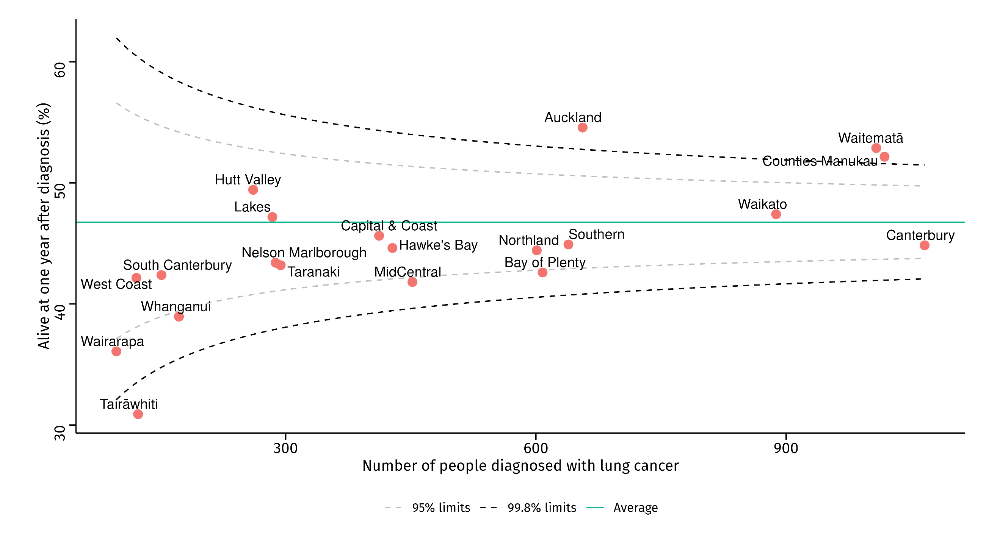 Alive at one year after diagnosis (%)
60
50
40
30
Auckland
Waitematā
Counties Manukau
Hutt Valley
Lakes
Waikato
Capital & Coast
Southern
Canterbury
Northland
Hawke's Bay
Nelson Marlborough
Bay of Plenty
South Canterbury
Taranaki
MidCentral
West Coast
Whanganui
Wairarapa
Tairāwhiti
300
600
900
Number of people diagnosed with lung cancer
95% limits
99.8% limits
Average